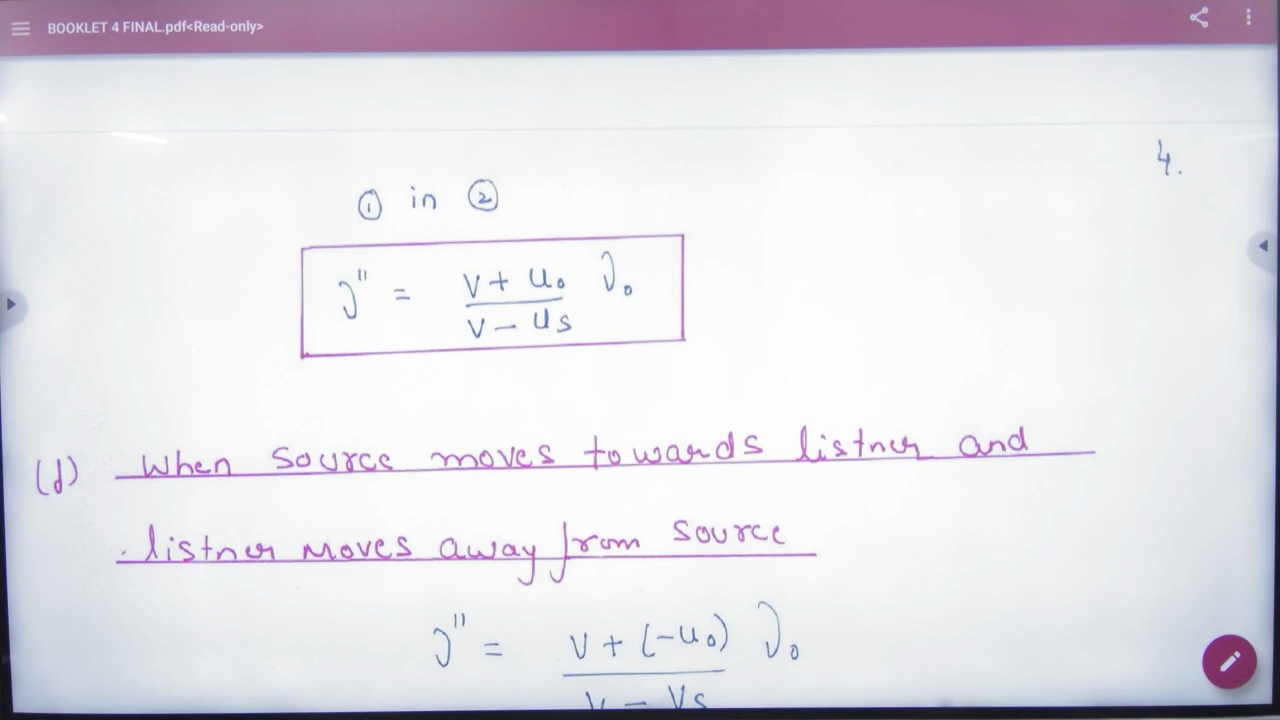 BOOKLET 4 FINAL.pdf<Read-only>
4.
① in ②
ν'' = (v + u₀)/(v - us) ν₀
(d) When source moves towards listner and
listner moves away from source
ν'' = (v + (-u₀))/(v - vs) ν₀